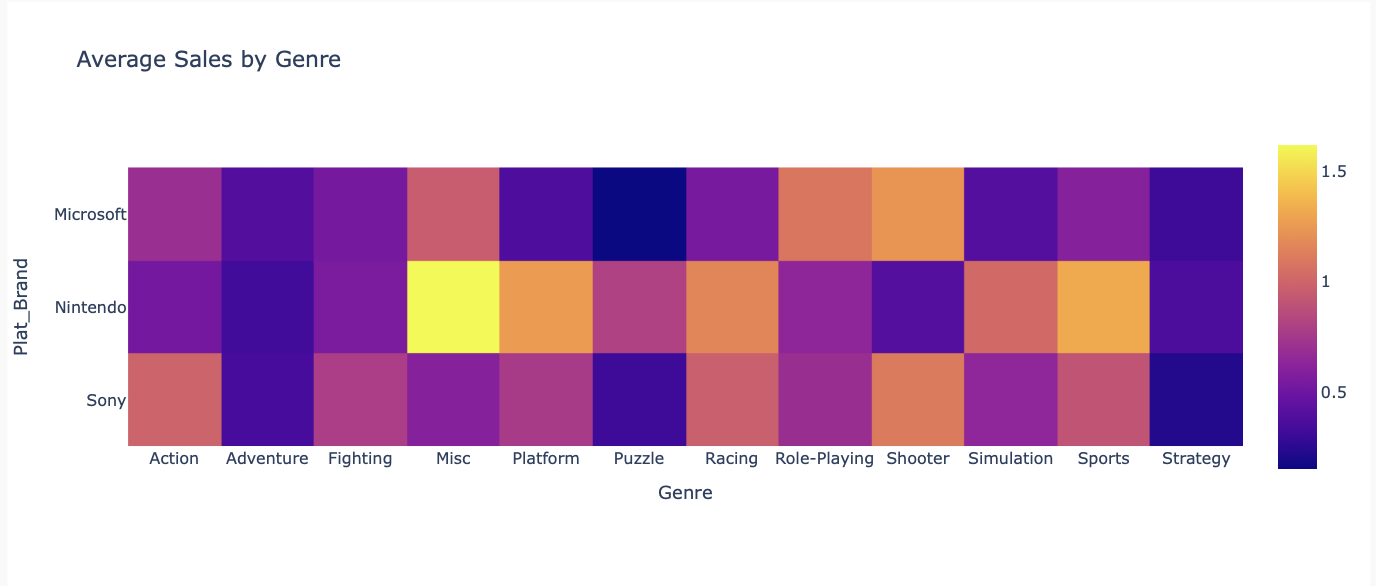 Average Sales by Genre
1.5
Microsoft
1
Nintendo
Plat_Brand
0.5
Sony
Action Adventure Fighting Misc Platform Puzzle Racing Role-Playing Shooter Simulation Sports Strategy
Genre